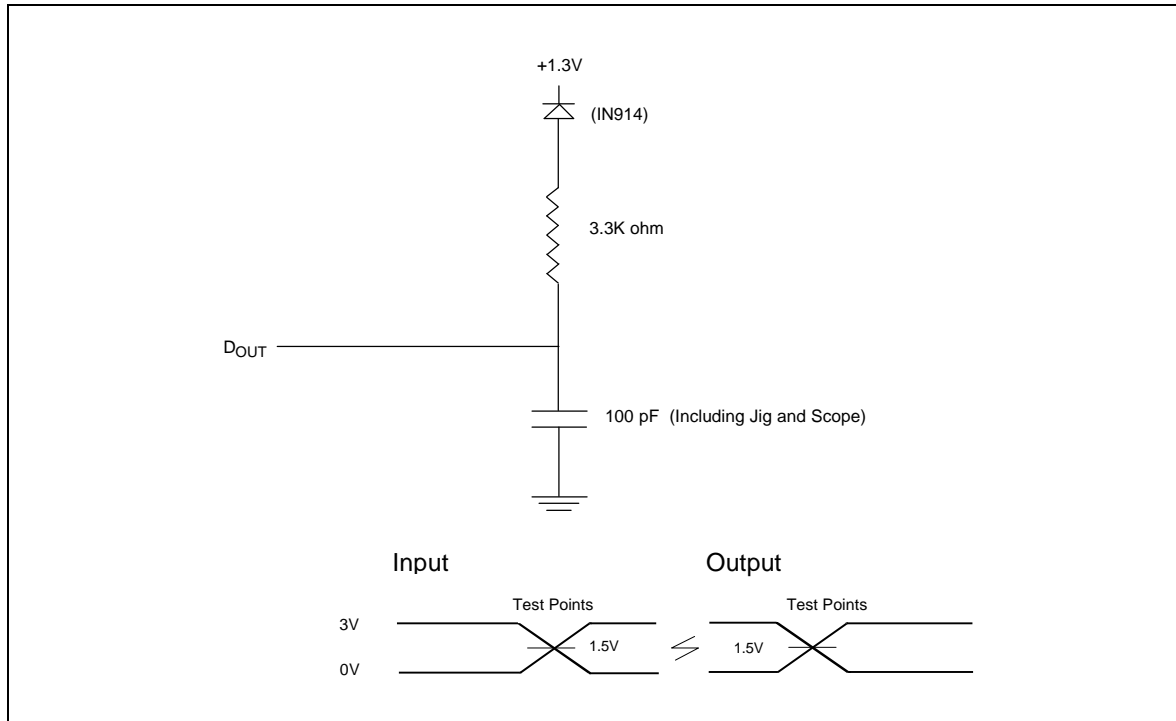 +1.3V
(IN914)
3.3K ohm
DOUT
100 pF (Including Jig and Scope)
Input Output
Test Points Test Points
3V
1.5V 1.5V
0V